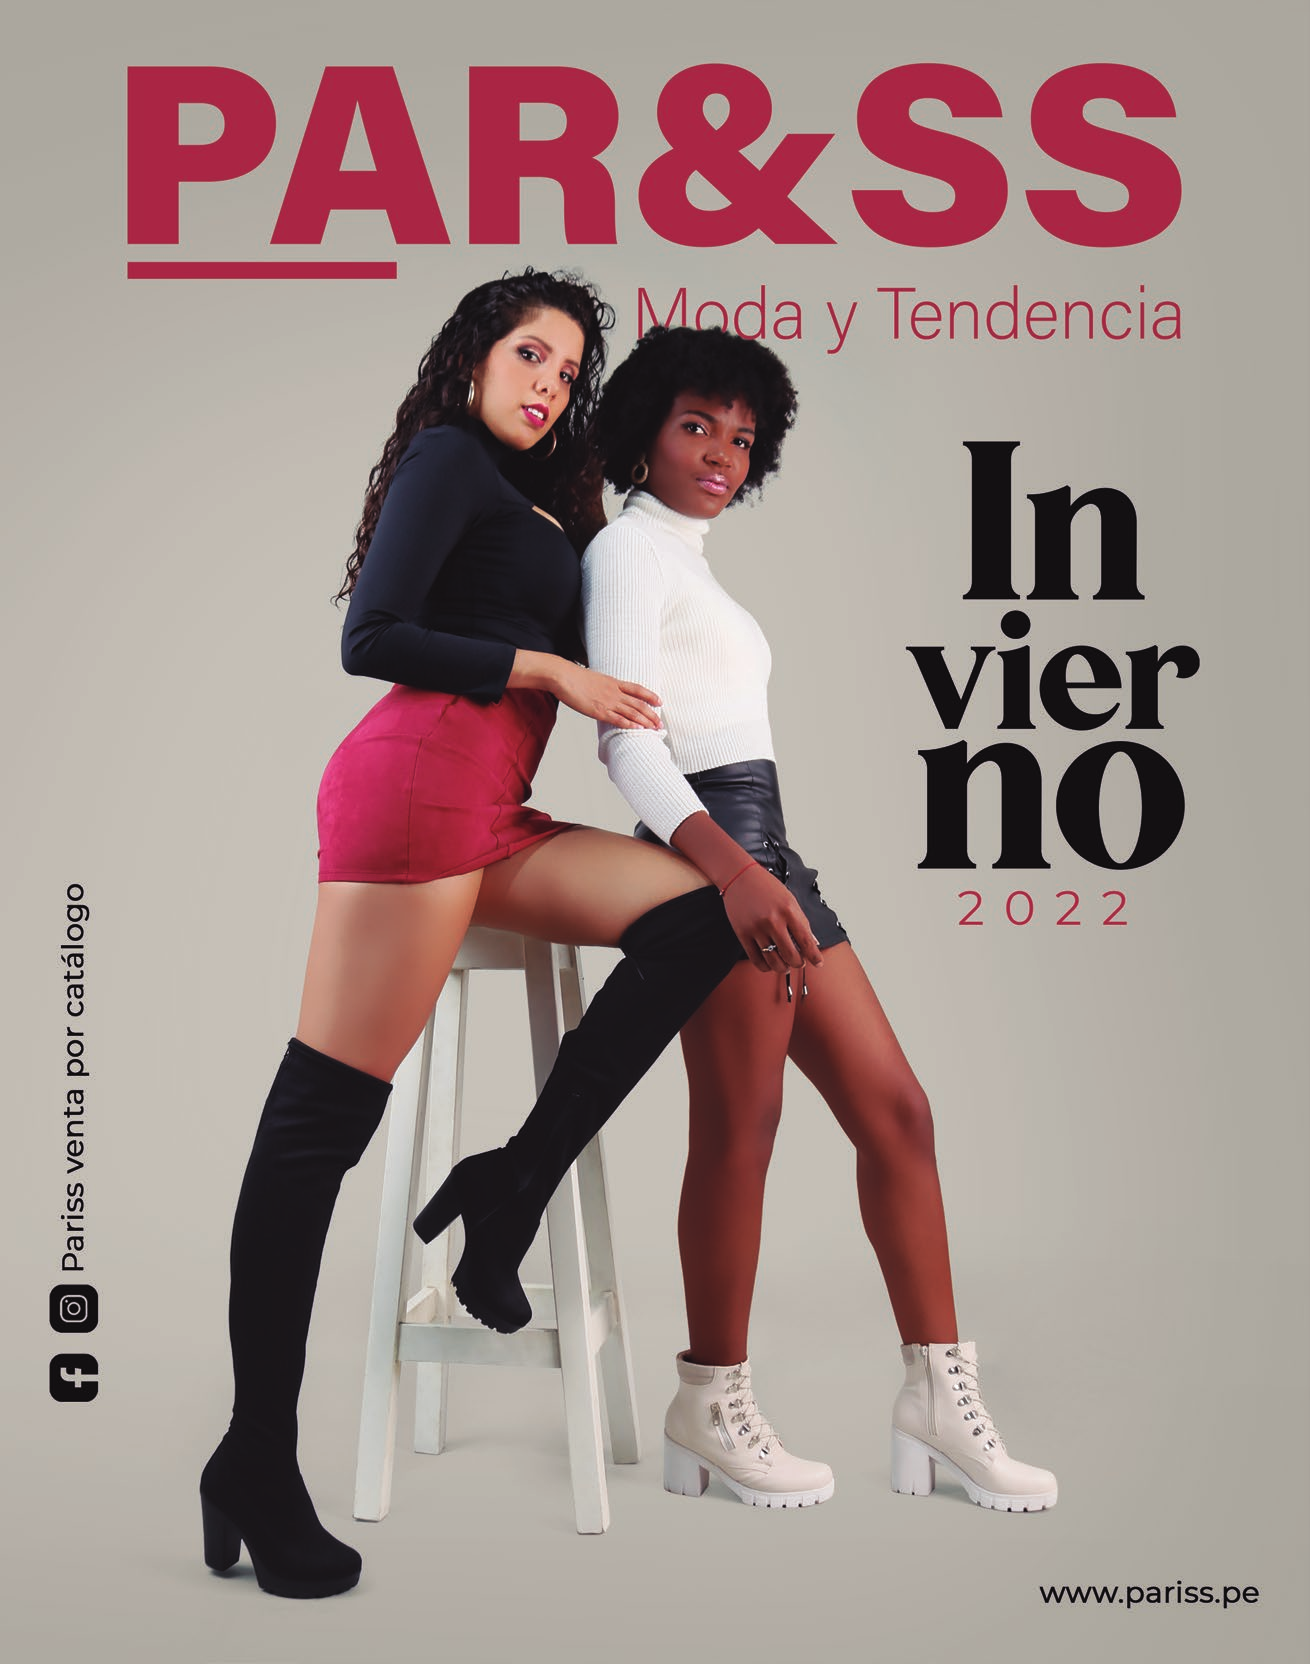 PAR&SS
Moda y Tendencia
In
vier
no
2022
Pariss venta por catálogo
www.pariss.pe